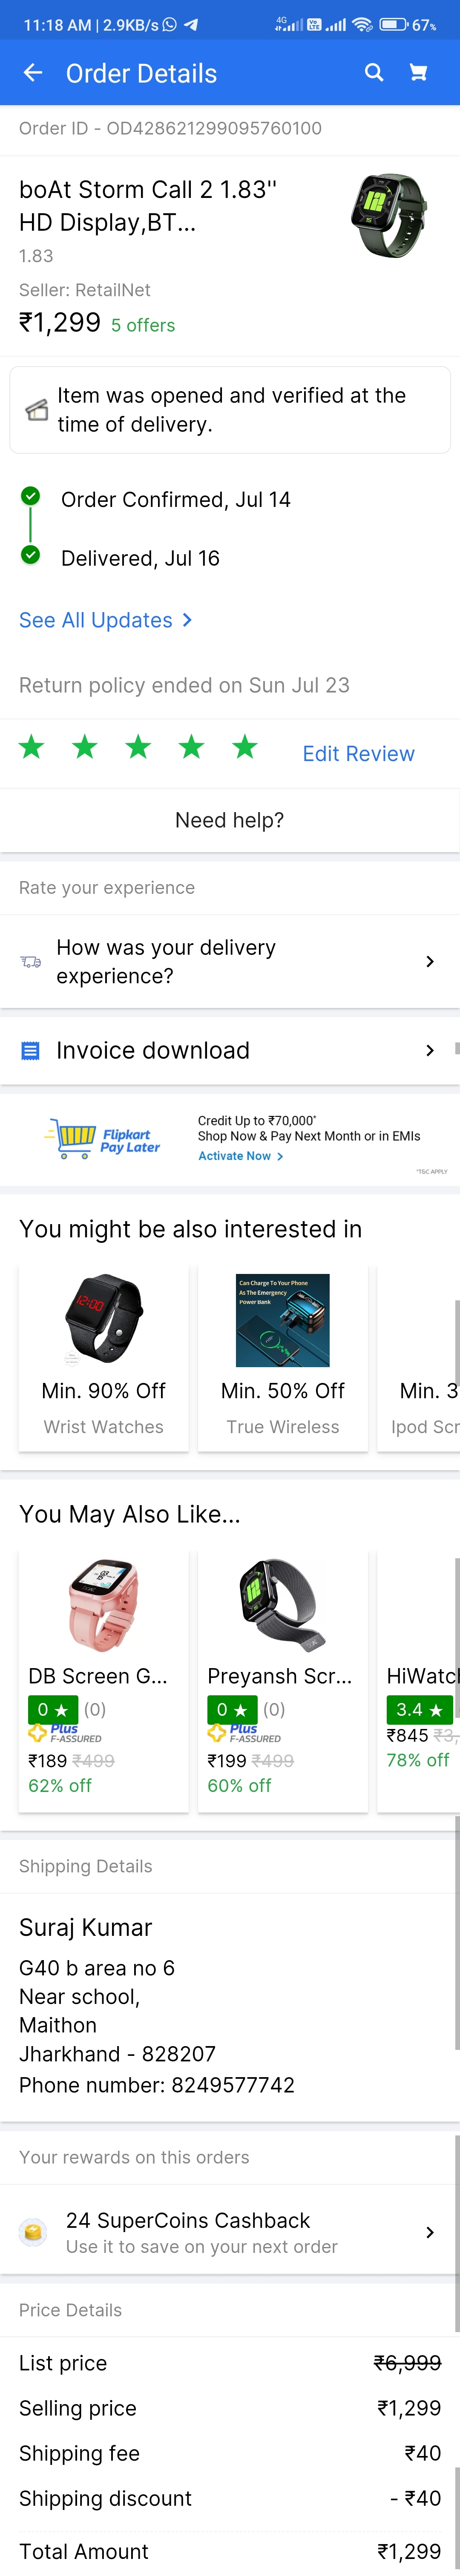 11:18 AM | 2.9KB/s
4G
Vo
LTE
67%
Order Details
Order ID - OD428621299095760100
boAt Storm Call 2 1.83''
HD Display,BT...
1.83
Seller: RetailNet
₹1,299 5 offers
Item was opened and verified at the
time of delivery.
Order Confirmed, Jul 14
Delivered, Jul 16
See All Updates
Return policy ended on Sun Jul 23
Edit Review
Need help?
Rate your experience
How was your delivery
experience?
Invoice download
Flipkart
Pay Later
Credit Up to ₹70,000*
Shop Now & Pay Next Month or in EMIs
Activate Now
*T&C APPLY
You might be also interested in
12:00
Can Charge To Your Phone
As The Emergency
Power Bank
Min. 90% Off
Min. 50% Off
Min. 3
Wrist Watches
True Wireless
Ipod Scr
You May Also Like...
DB Screen G...
Preyansh Scr...
HiWatch
0 ★ (0)
0 ★ (0)
3.4 ★
Plus
F-ASSURED
Plus
F-ASSURED
₹845 ₹3,
₹189 ₹499
₹199 ₹499
78% off
62% off
60% off
Shipping Details
Suraj Kumar
G40 b area no 6
Near school,
Maithon
Jharkhand - 828207
Phone number: 8249577742
Your rewards on this orders
24 SuperCoins Cashback
Use it to save on your next order
Price Details
List price ₹6,999
Selling price ₹1,299
Shipping fee ₹40
Shipping discount - ₹40
Total Amount ₹1,299